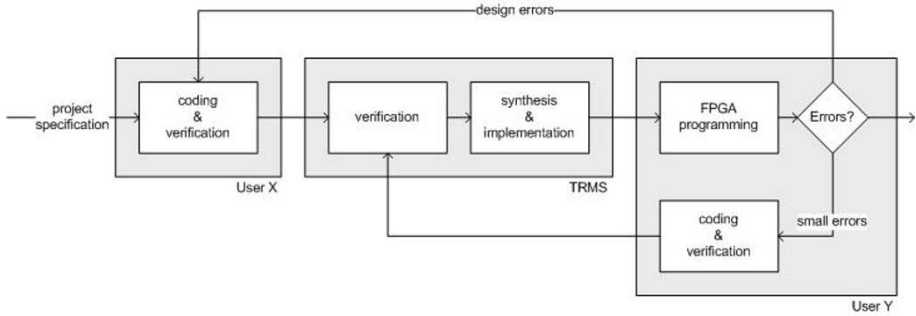 design errors
project
specification
coding
&
verification
User X
verification
synthesis
&
implementation
TRMS
FPGA
programming
Errors?
small errors
coding
&
verification
User Y